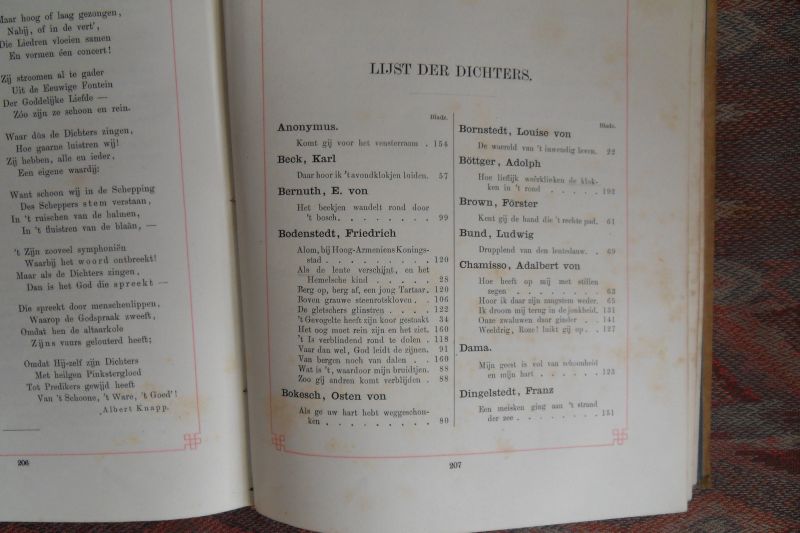 Maar hoog of laag gezongen,
Nabij, of in de vert',
Die Liedren vloeien samen
En vormen één concert!
Zij stroomen al te gader
Uit de Eeuwige Fontein
Der Goddelijke Liefde —
Zóo zijn ze schoon en rein.
Waar dùs de Dichters zingen,
Hoe gaarne luistren wij!
Zij hebben, alle en ieder,
Een eigene waardij:
Want schoon wij in de Schepping
Des Scheppers stem verstaan,
In 't ruischen van de halmen,
In 't fluistren van de blaân, —
't Zijn zooveel symphoniën
Waarbij het woord ontbreekt!
Maar als de Dichters zingen,
Dan is het God die spreekt —
Die spreekt door menschenlippen,
Waarop de Godspraak zweeft,
Omdat hen de altaarkole
Zijns vuurs gelouterd heeft;
Omdat Hij-zelf zijn Dichters
Met heilgen Pinkstergloed
Tot Predikers gewijd heeft
Van 't Schoone, 't Ware, 't Goed'!
Albert Knapp.
206
LIJST DER DICHTERS.
Bladz.
Anonymus.
Komt gij voor het vensterraam . 154
Beck, Karl
Daar hoor ik 't avondklokjen luiden. 57
Bernuth, E. von
Het beekjen wandelt rond door
't bosch . . . . . . . . 99
Bodenstedt, Friedrich
Alom, bij Hoog-Armeniens Konings-
stad . . . . . . . . . 120
Als de lente verschijnt, en het
Hemelsche kind . . . . . . 28
Berg op, berg af, een jong Tartaar. 120
Boven grauwe steenrotskloven. . 106
De gletschers glinstren . . . . 122
't Gevogelte heeft zijn koor gestaakt 34
Het oog moet rein zijn en het ziet. 160
't Is verblindend rond te dolen . 118
Vaar dan wel, God leidt de zijnen. 91
Van bergen noch van dalen . . 160
Wat is 't, waardoor mijn bruidtjen. 88
Zoo gij andren komt verblijden . 88
Bokesch, Osten von
Als ge uw hart hebt weggeschon-
ken . . . . . . . . . 80
Bladz.
Bornstedt, Louise von
De waereld van 't inwendig leven. 22
Böttger, Adolph
Hoe lieflijk weêrklinken de klok-
ken in 't rond . . . . . . 192
Brown, Förster
Kent gij de hand die 't rechte pad. 61
Bund, Ludwig
Drupplend van den lentedauw. . 69
Chamisso, Adalbert von
Hoe heeft op mij met stillen
zegen . . . . . . . . 63
Hoor ik daar zijn zangstem weder. 65
Ik droom mij terug in de jonkheid. 131
Onze zwaluwen daar ginder . . 141
Weeldrig, Roze! luikt gij op . . 127
Dama.
Mijn geest is vol van schoonheid
en mijn hart . . . . . . 123
Dingelstedt, Franz
Een meisken ging aan 't strand
der zee . . . . . . . . 151
207